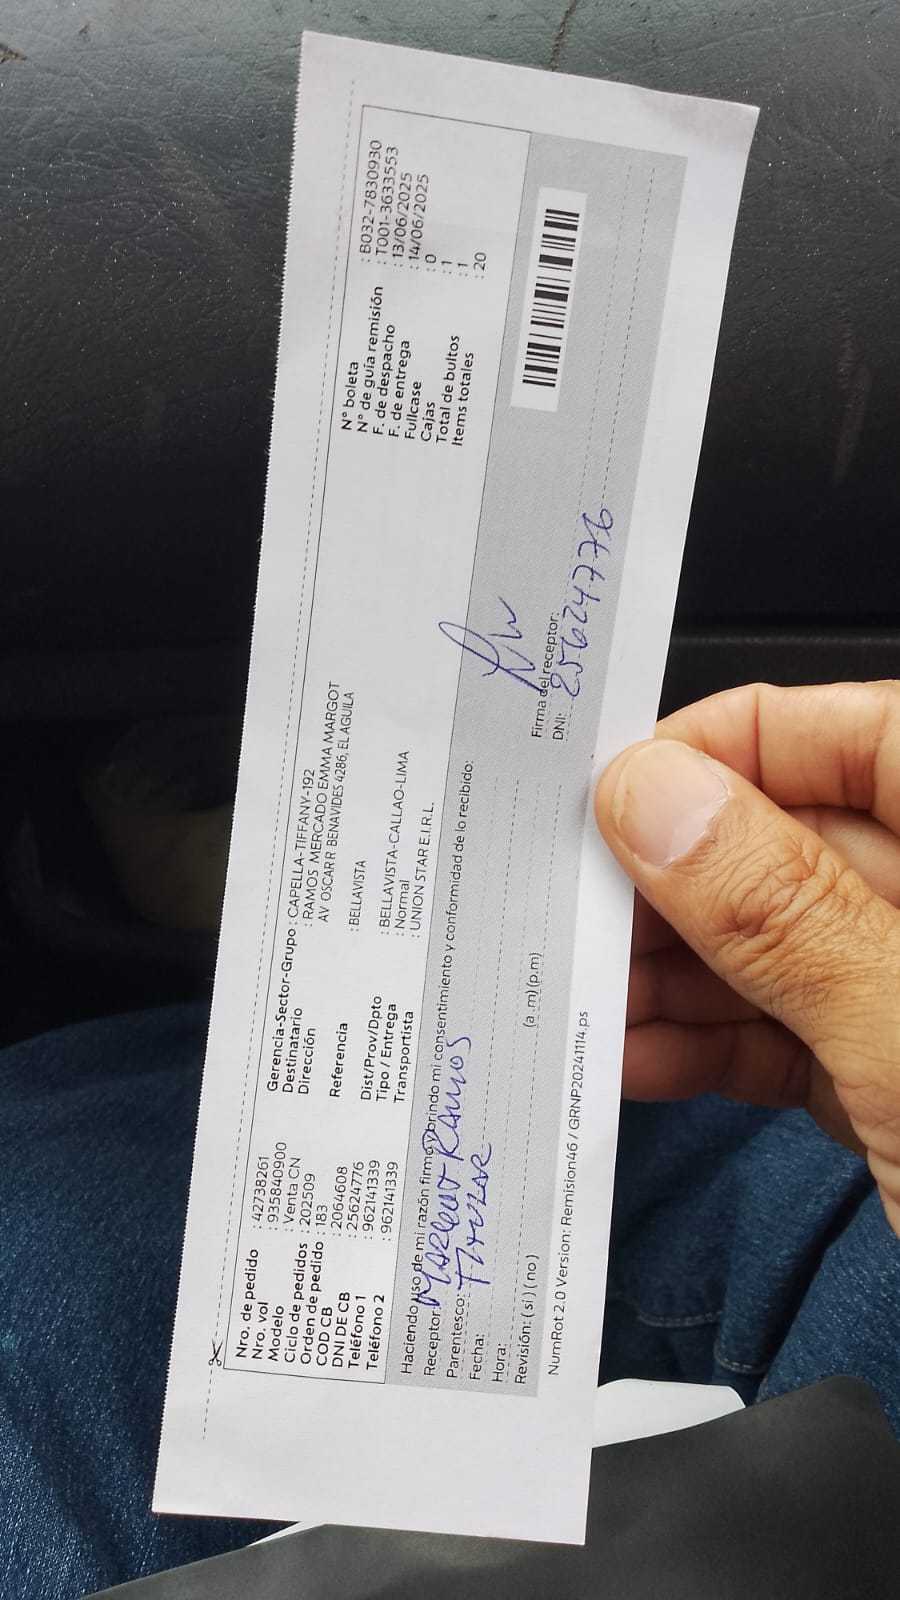 Nro. de pedido : 42738261
Nro. vol : 935840900
Modelo : Venta CN
Ciclo de pedidos : 202509
Orden de pedido : 183
COD CB : 2064608
DNI DE CB : 25624776
Teléfono 1 : 962141339
Teléfono 2 : 962141339
Gerencia-Sector-Grupo : CAPELLA-TIFFANY-192
Destinatario : RAMOS MERCADO EMMA MARGOT
Dirección AV OSCAR R BENAVIDES 4286, EL AGUILA
Referencia : BELLAVISTA
Dist/Prov/Dpto : BELLAVISTA-CALLAO-LIMA
Tipo / Entrega : Normal
Transportista : UNION STAR E.I.R.L.
N° boleta : B032-7830930
N° de guía remisión : T001-3633553
F. de despacho : 13/06/2025
F. de entrega : 14/06/2025
Fullcase : 0
Cajas : 1
Total de bultos : 1
Items totales : 20
Haciendo uso de mi razón firmo y brindo mi consentimiento y conformidad de lo recibido:
Receptor: MARGOT RAMOS
Parentesco: TITULAR
Fecha:
Hora: (a .m) (p.m)
Revisión: ( si ) ( no )
Firma del receptor:
DNI: 25624776
NumRot 2.0 Version: Remision46 / GRNP20241114.ps